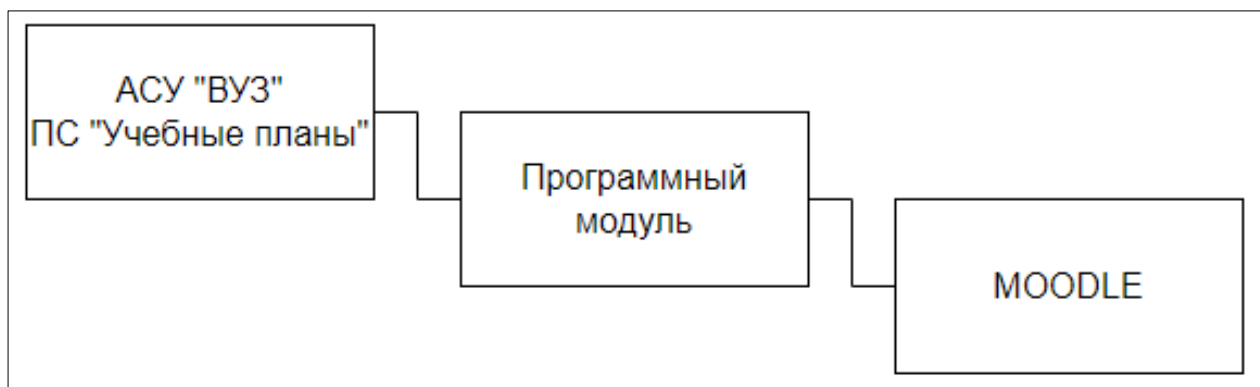 АСУ "ВУЗ"
ПС "Учебные планы"
Программный
модуль
MOODLE